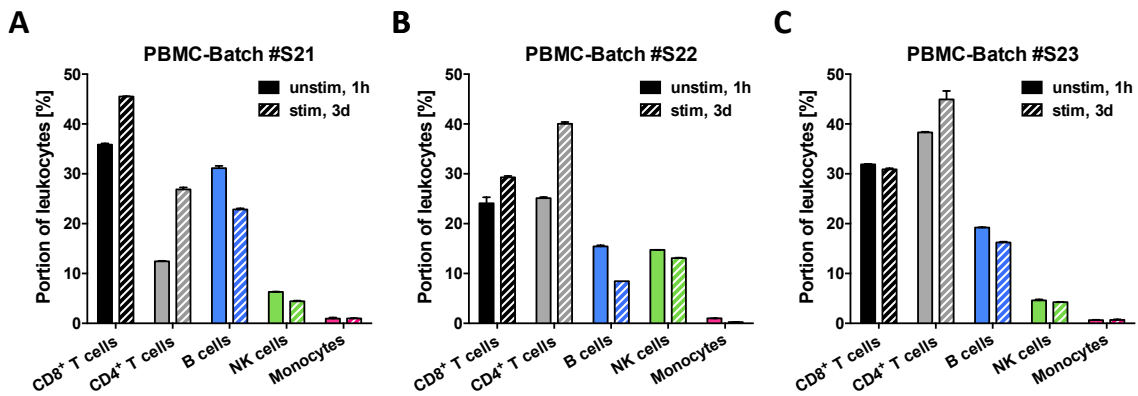 A
PBMC-Batch #S21
Portion of leukocytes [%]
50
40
30
20
10
0
unstim, 1h
stim, 3d
CD8⁺ T cells
CD4⁺ T cells
B cells
NK cells
Monocytes
B
PBMC-Batch #S22
Portion of leukocytes [%]
50
40
30
20
10
0
unstim, 1h
stim, 3d
CD8⁺ T cells
CD4⁺ T cells
B cells
NK cells
Monocytes
C
PBMC-Batch #S23
Portion of leukocytes [%]
50
40
30
20
10
0
unstim, 1h
stim, 3d
CD8⁺ T cells
CD4⁺ T cells
B cells
NK cells
Monocytes